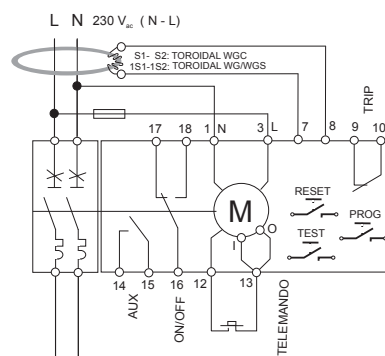 L N 230 Vac ( N - L)
S1- S2: TOROIDAL WGC
1S1-1S2: TOROIDAL WG/WGS
TRIP
17 18 1 N 3 L 7 8 9 10
RESET
M
PROG
I O
TEST
14 15 16 12 13
AUX
ON/OFF
TELEMANDO